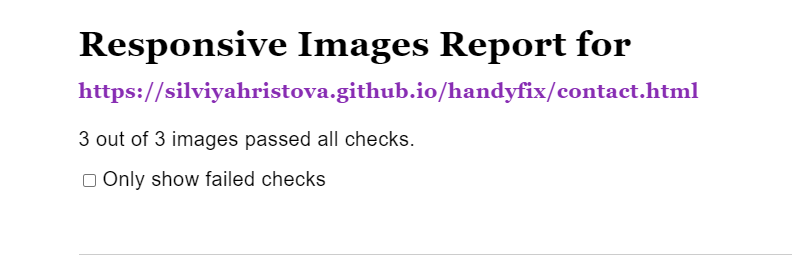 Responsive Images Report for
https://silviyahristova.github.io/handyfix/contact.html
3 out of 3 images passed all checks.
Only show failed checks